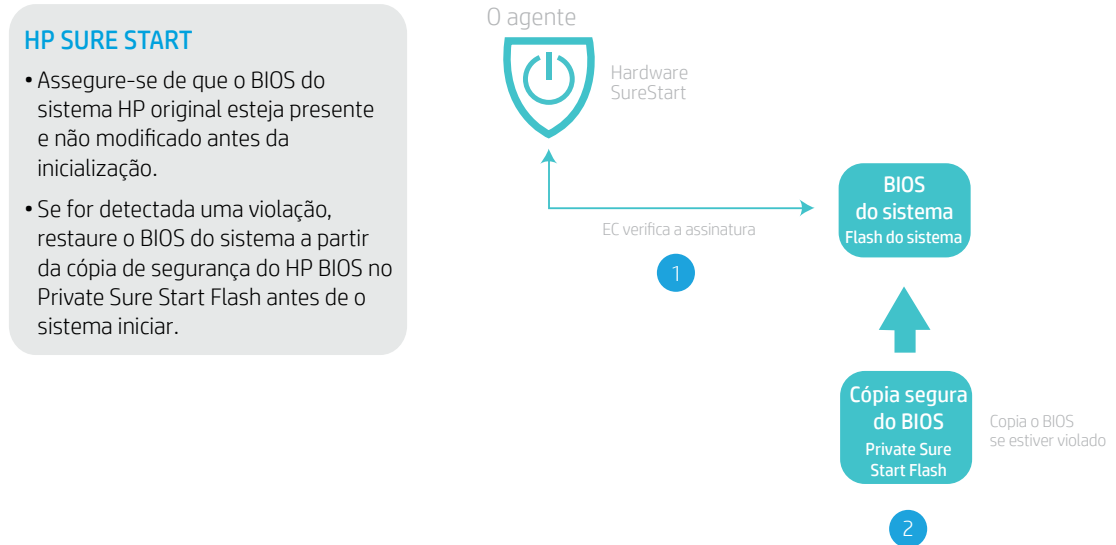 HP SURE START
• Assegure-se de que o BIOS do
sistema HP original esteja presente
e não modificado antes da
inicialização.
• Se for detectada uma violação,
restaure o BIOS do sistema a partir
da cópia de segurança do HP BIOS no
Private Sure Start Flash antes de o
sistema iniciar.
O agente
Hardware
SureStart
EC verifica a assinatura
1
BIOS
do sistema
Flash do sistema
Cópia segura
do BIOS
Private Sure
Start Flash
Copia o BIOS
se estiver violado
2